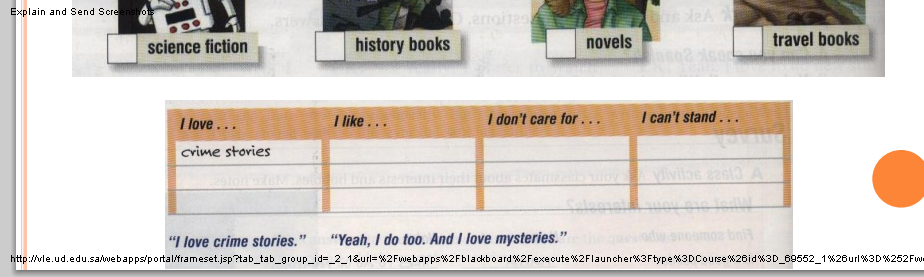 Explain and Send Screenshots
science fiction
history books
novels
travel books
I love . . .
I like . . .
I don't care for . . .
I can't stand . . .
crime stories
"I love crime stories."
"Yeah, I do too. And I love mysteries."
http://vle.ud.edu.sa/webapps/portal/frameset.jsp?tab_tab_group_id=_2_1&url=%2Fwebapps%2Fblackboard%2Fexecute%2Flauncher%3Ftype%3DCourse%26id%3D_69552_1%26url%3D%252Fw